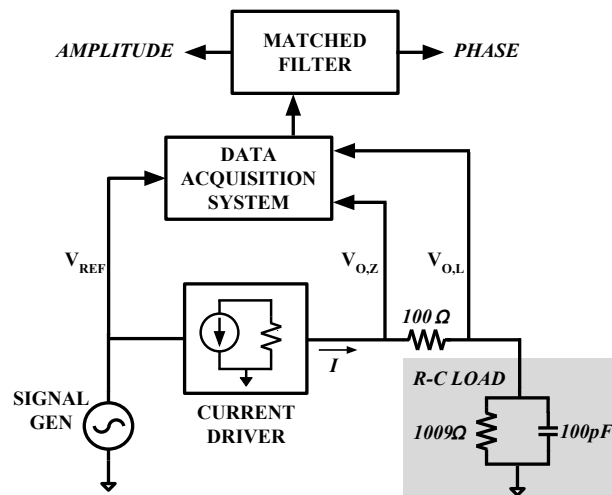 AMPLITUDE
MATCHED
FILTER
PHASE
DATA
ACQUISITION
SYSTEM
V_REF
V_O,Z
V_O,L
100 Ω
I
R-C LOAD
SIGNAL
GEN
CURRENT
DRIVER
1009Ω
100pF